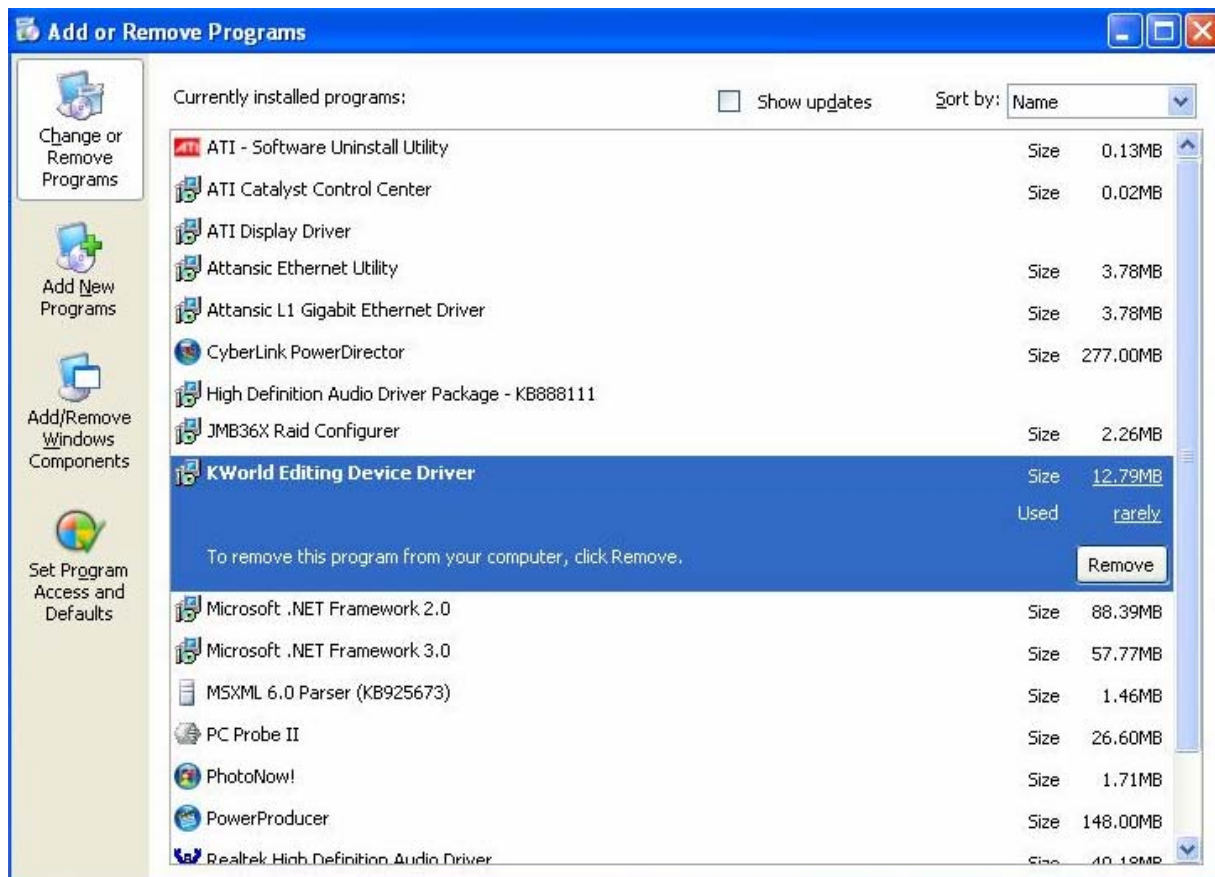 Add or Remove Programs
Change or
Remove
Programs
Add New
Programs
Add/Remove
Windows
Components
Set Program
Access and
Defaults
Currently installed programs:
Show updates
Sort by: Name
ATI - Software Uninstall Utility Size 0.13MB
ATI Catalyst Control Center Size 0.02MB
ATI Display Driver
Attansic Ethernet Utility Size 3.78MB
Attansic L1 Gigabit Ethernet Driver Size 3.78MB
CyberLink PowerDirector Size 277.00MB
High Definition Audio Driver Package - KB888111
JMB36X Raid Configurer Size 2.26MB
KWorld Editing Device Driver Size 12.79MB
Used rarely
To remove this program from your computer, click Remove.
Remove
Microsoft .NET Framework 2.0 Size 88.39MB
Microsoft .NET Framework 3.0 Size 57.77MB
MSXML 6.0 Parser (KB925673) Size 1.46MB
PC Probe II Size 26.60MB
PhotoNow! Size 1.71MB
PowerProducer Size 148.00MB
Realtek High Definition Audio Driver Size 40.18MB